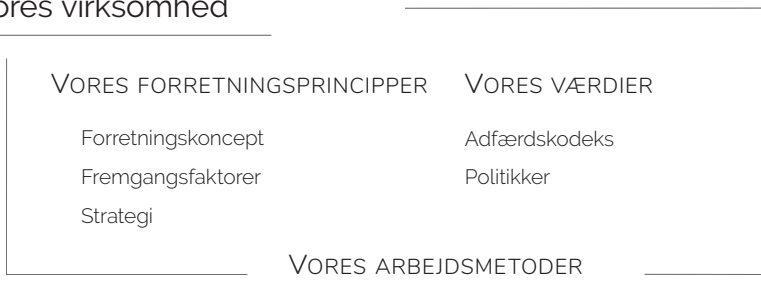 ores virksomhed
VORES FORRETNINGSPRINCIPPER
Forretningskoncept
Fremgangsfaktorer
Strategi
VORES VÆRDIER
Adfærdskodeks
Politikker
VORES ARBEJDSMETODER